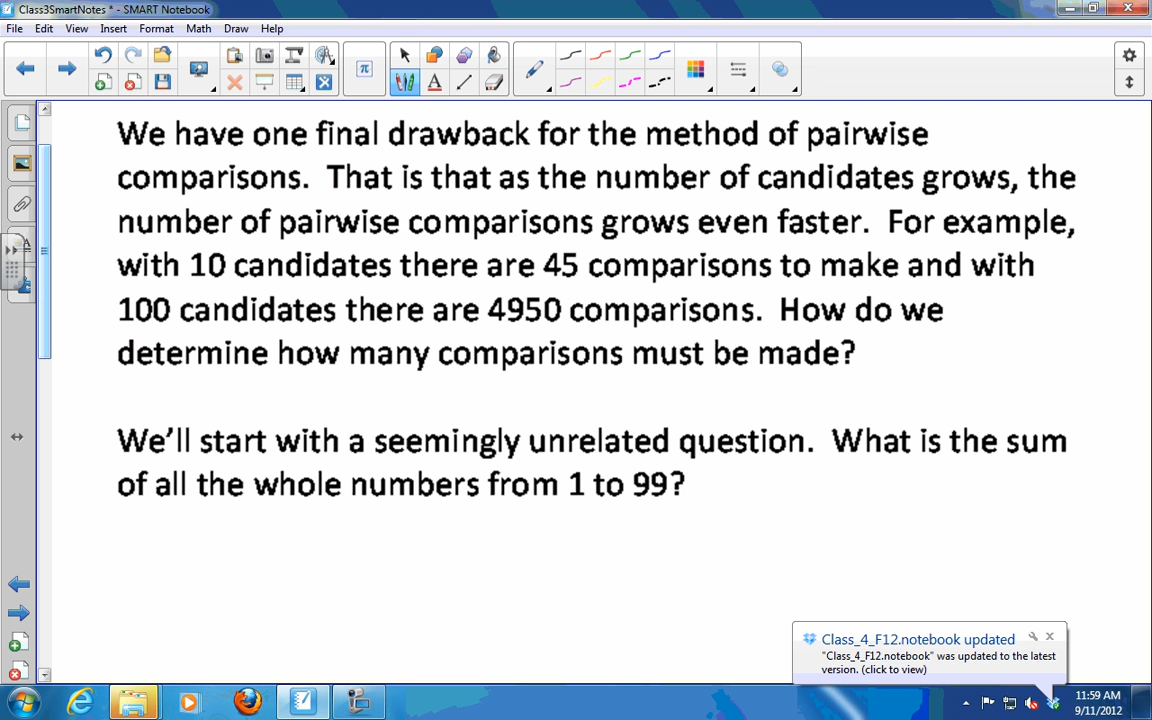 Class3SmartNotes * - SMART Notebook
File Edit View Insert Format Math Draw Help
We have one final drawback for the method of pairwise
comparisons. That is that as the number of candidates grows, the
number of pairwise comparisons grows even faster. For example,
with 10 candidates there are 45 comparisons to make and with
100 candidates there are 4950 comparisons. How do we
determine how many comparisons must be made?
We'll start with a seemingly unrelated question. What is the sum
of all the whole numbers from 1 to 99?
Class_4_F12.notebook updated
"Class_4_F12.notebook" was updated to the latest
version. (click to view)
11:59 AM
9/11/2012